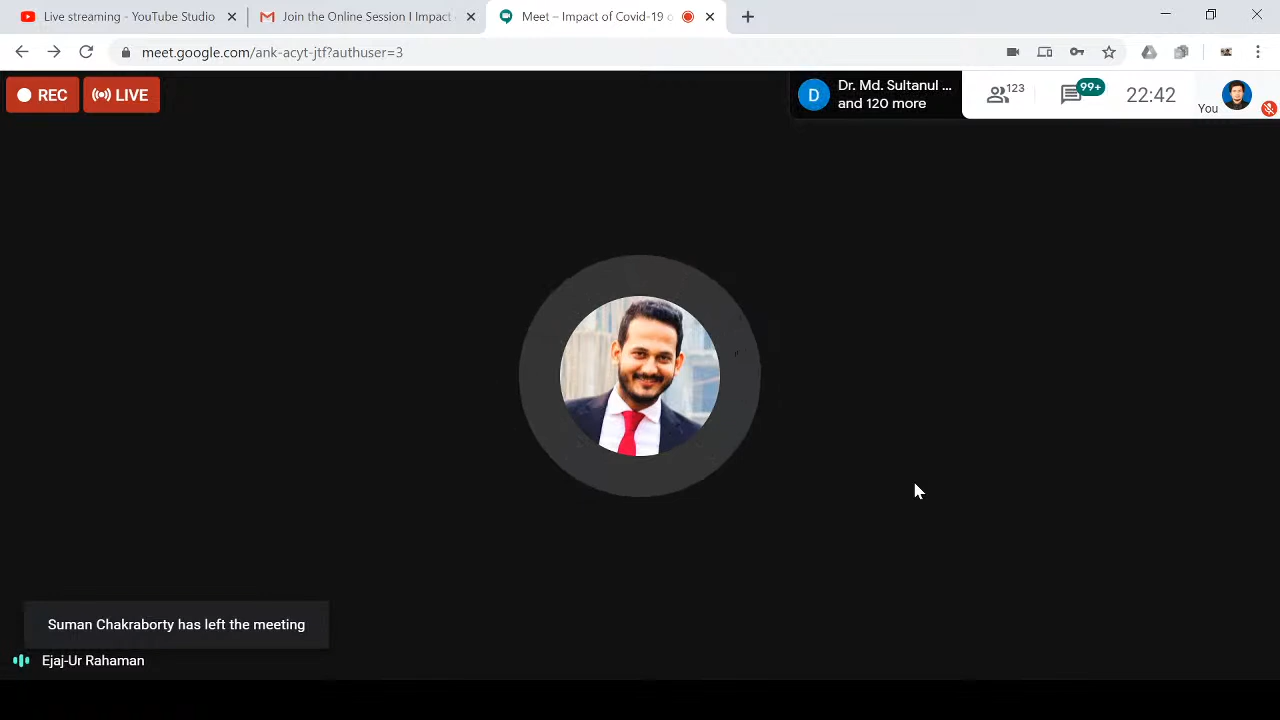 Live streaming - YouTube Studio
Join the Online Session I Impact
Meet – Impact of Covid-19 o
meet.google.com/ank-acyt-jtf?authuser=3
REC
LIVE
D
Dr. Md. Sultanul ...
and 120 more
123
99+
22:42
You
Suman Chakraborty has left the meeting
Ejaj-Ur Rahaman